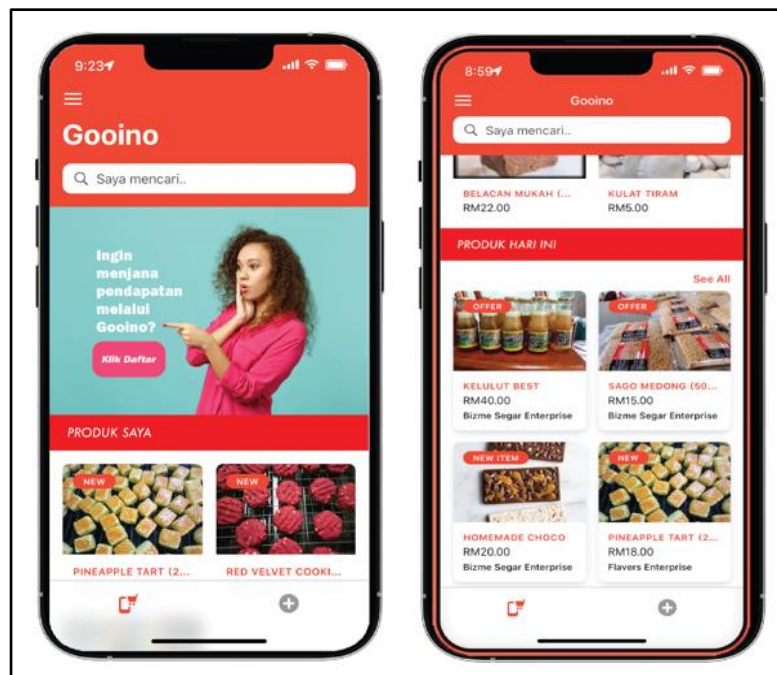 9:23
Gooino
Saya mencari..
Ingin
menjana
pendapatan
melalui
Gooino?
Klik Daftar
PRODUK SAYA
NEW
NEW
PINEAPPLE TART (2...
RED VELVET COOKI...
8:59
Gooino
Saya mencari..
BELACAN MUKAH (...
KULAT TIRAM
RM22.00
RM5.00
PRODUK HARI INI
See All
OFFER
OFFER
KELULUT BEST
SAGO MEDONG (50...
RM40.00
RM15.00
Bizme Segar Enterprise
Bizme Segar Enterprise
NEW ITEM
NEW
HOMEMADE CHOCO
PINEAPPLE TART (2...
RM20.00
RM18.00
Bizme Segar Enterprise
Flavers Enterprise